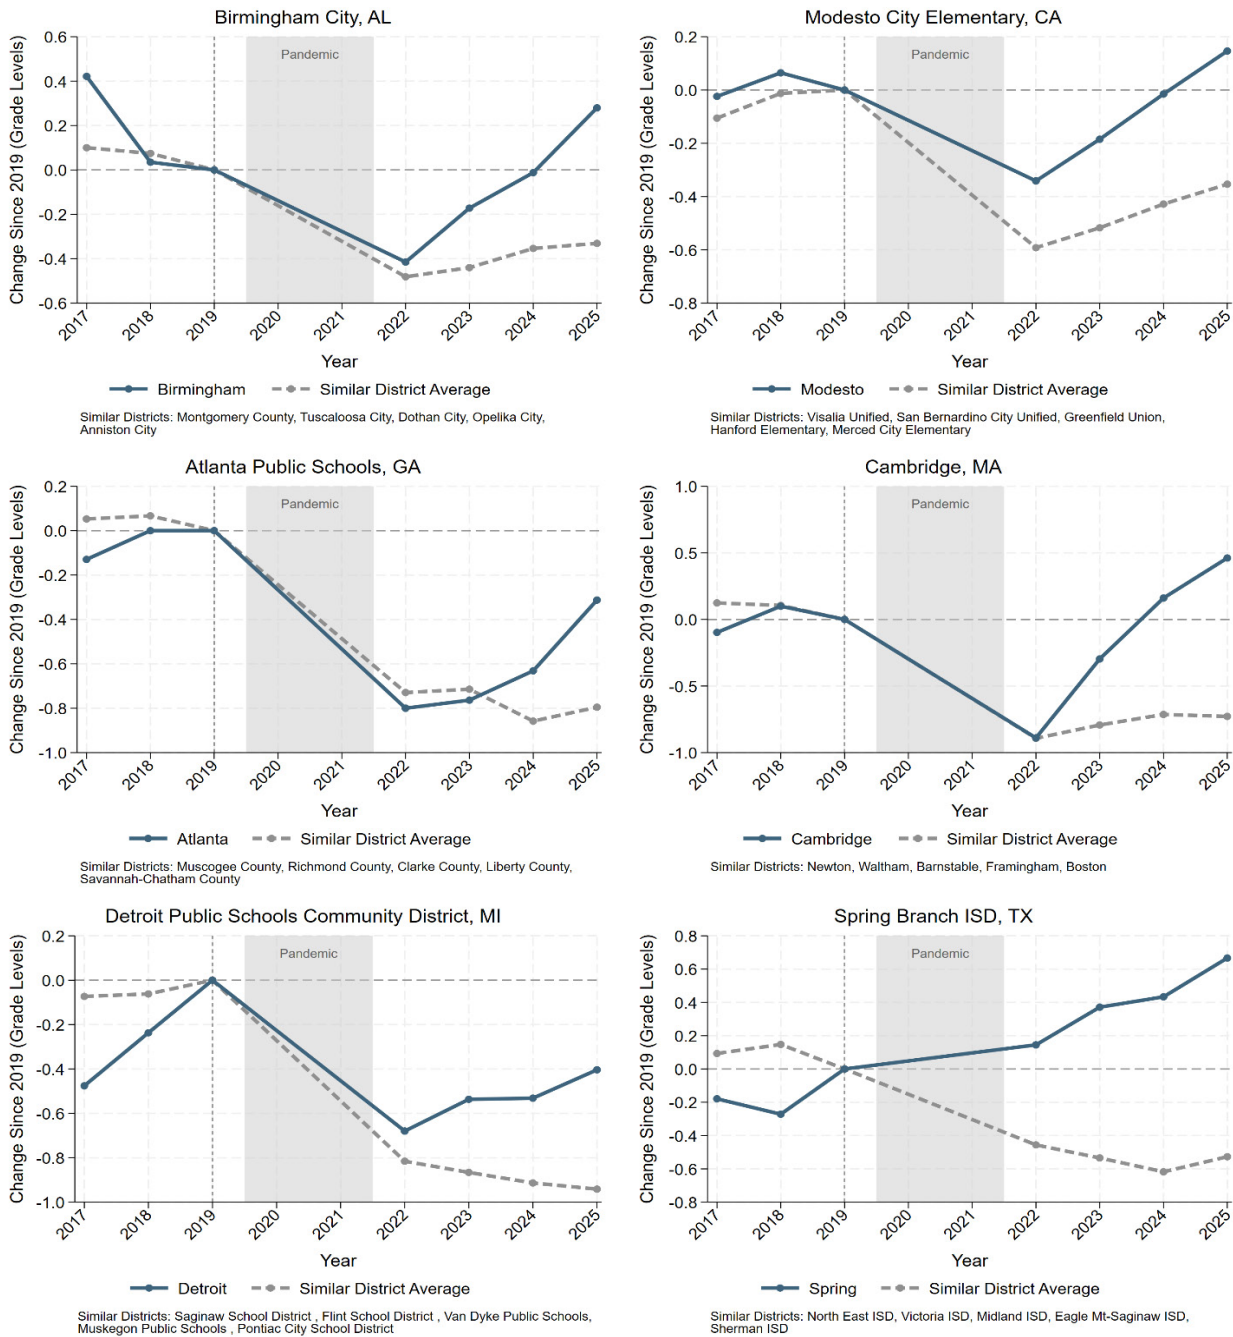 Birmingham City, AL
Change Since 2019 (Grade Levels)
0.6
0.4
0.2
0.0
-0.2
-0.4
-0.6
Pandemic
2017
2018
2019
2020
2021
2022
2023
2024
2025
Year
Birmingham
Similar District Average
Similar Districts: Montgomery County, Tuscaloosa City, Dothan City, Opelika City,
Anniston City
Modesto City Elementary, CA
Change Since 2019 (Grade Levels)
0.2
0.0
-0.2
-0.4
-0.6
-0.8
Pandemic
2017
2018
2019
2020
2021
2022
2023
2024
2025
Year
Modesto
Similar District Average
Similar Districts: Visalia Unified, San Bernardino City Unified, Greenfield Union,
Hanford Elementary, Merced City Elementary
Atlanta Public Schools, GA
Change Since 2019 (Grade Levels)
0.2
0.0
-0.2
-0.4
-0.6
-0.8
-1.0
Pandemic
2017
2018
2019
2020
2021
2022
2023
2024
2025
Year
Atlanta
Similar District Average
Similar Districts: Muscogee County, Richmond County, Clarke County, Liberty County,
Savannah-Chatham County
Cambridge, MA
Change Since 2019 (Grade Levels)
1.0
0.5
0.0
-0.5
-1.0
Pandemic
2017
2018
2019
2020
2021
2022
2023
2024
2025
Year
Cambridge
Similar District Average
Similar Districts: Newton, Waltham, Barnstable, Framingham, Boston
Detroit Public Schools Community District, MI
Change Since 2019 (Grade Levels)
0.2
0.0
-0.2
-0.4
-0.6
-0.8
-1.0
Pandemic
2017
2018
2019
2020
2021
2022
2023
2024
2025
Year
Detroit
Similar District Average
Similar Districts: Saginaw School District , Flint School District , Van Dyke Public Schools,
Muskegon Public Schools , Pontiac City School District
Spring Branch ISD, TX
Change Since 2019 (Grade Levels)
0.8
0.6
0.4
0.2
0.0
-0.2
-0.4
-0.6
-0.8
Pandemic
2017
2018
2019
2020
2021
2022
2023
2024
2025
Year
Spring
Similar District Average
Similar Districts: North East ISD, Victoria ISD, Midland ISD, Eagle Mt-Saginaw ISD,
Sherman ISD